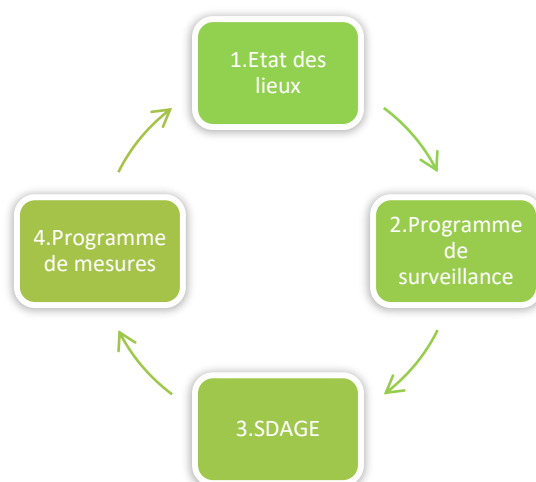 1.Etat des
lieux
2.Programme
de
surveillance
3.SDAGE
4.Programme
de mesures